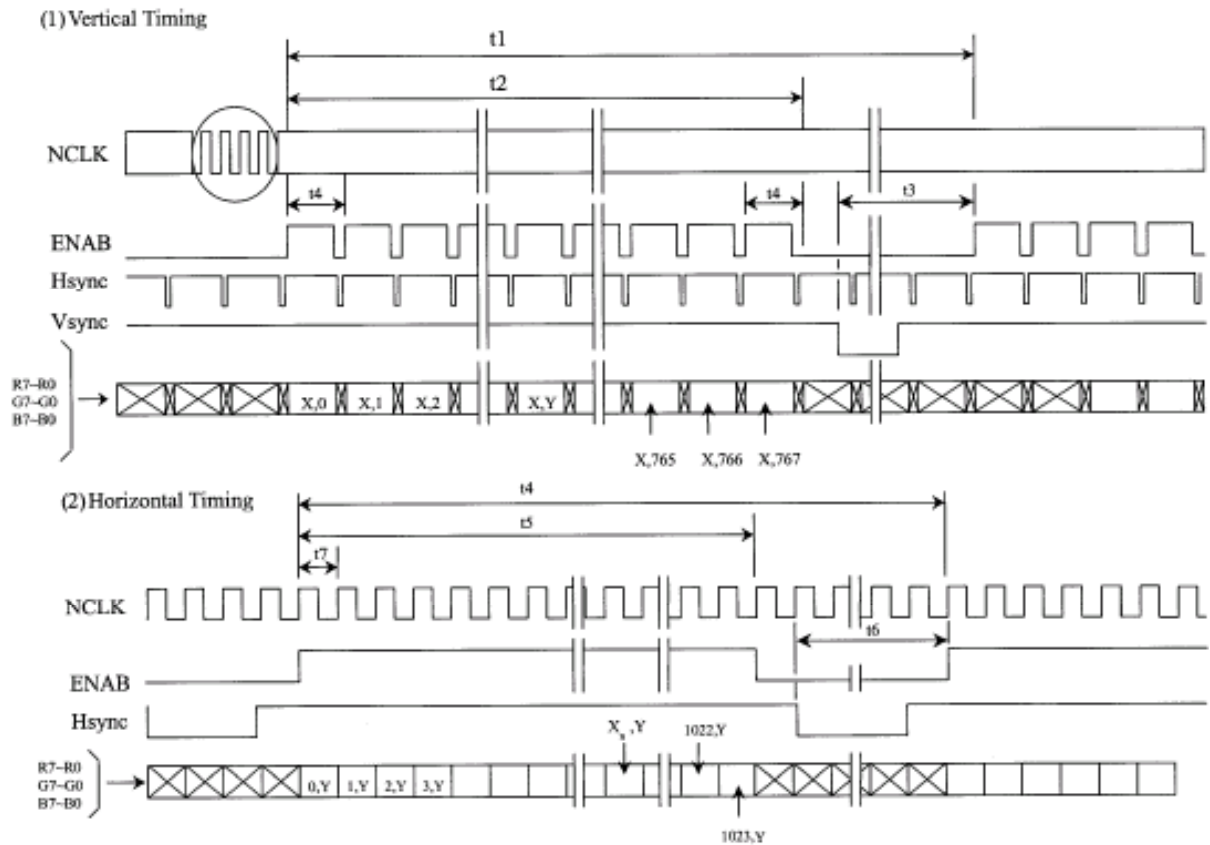 (1) Vertical Timing
t1
t2
NCLK
t4
t4
t3
ENAB
Hsync
Vsync
R7–R0
G7–G0
B7–B0
X,0 X,1 X,2 X,Y
X,765 X,766 X,767
(2) Horizontal Timing
t4
t5
t7
NCLK
t6
ENAB
Hsync
X ,Y 1022,Y
R7–R0
G7–G0
B7–B0
0,Y 1,Y 2,Y 3,Y
1023,Y